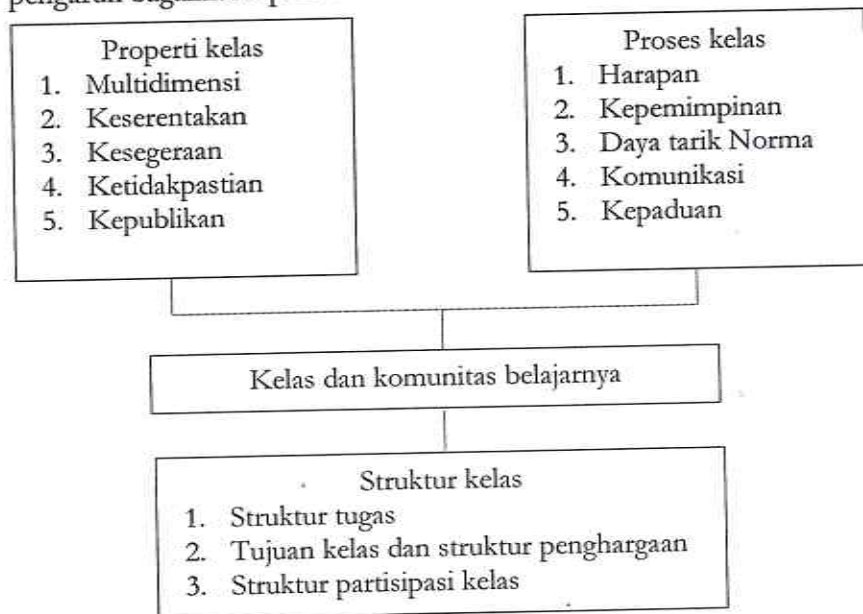 Properti kelas
1. Multidimensi
2. Keserentakan
3. Kesegeraan
4. Ketidakpastian
5. Kepublikan
Proses kelas
1. Harapan
2. Kepemimpinan
3. Daya tarik Norma
4. Komunikasi
5. Kepaduan
Kelas dan komunitas belajarnya
Struktur kelas
1. Struktur tugas
2. Tujuan kelas dan struktur penghargaan
3. Struktur partisipasi kelas